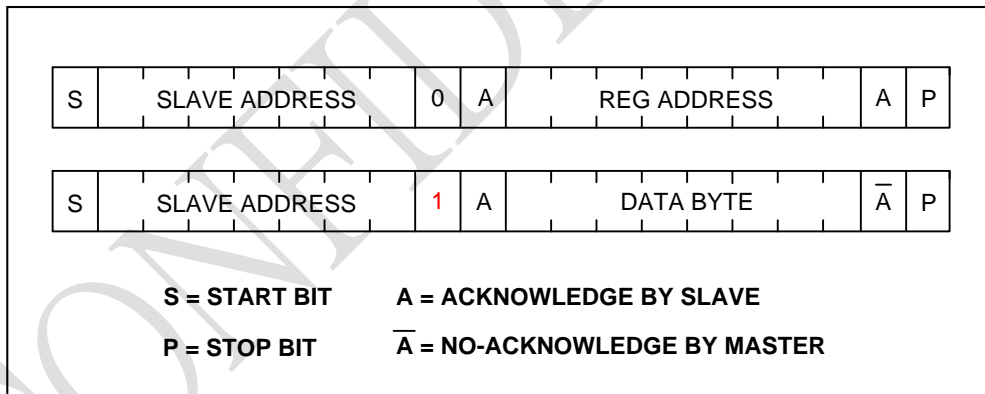 S SLAVE ADDRESS 0 A REG ADDRESS A P
S SLAVE ADDRESS 1 A DATA BYTE A̅ P
S = START BIT A = ACKNOWLEDGE BY SLAVE
P = STOP BIT A̅ = NO-ACKNOWLEDGE BY MASTER